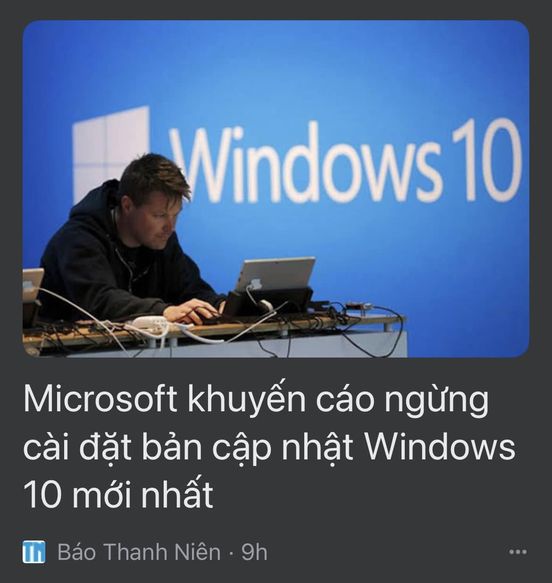 Windows 10
Microsoft khuyến cáo ngừng
cài đặt bản cập nhật Windows
10 mới nhất
Th Báo Thanh Niên · 9h